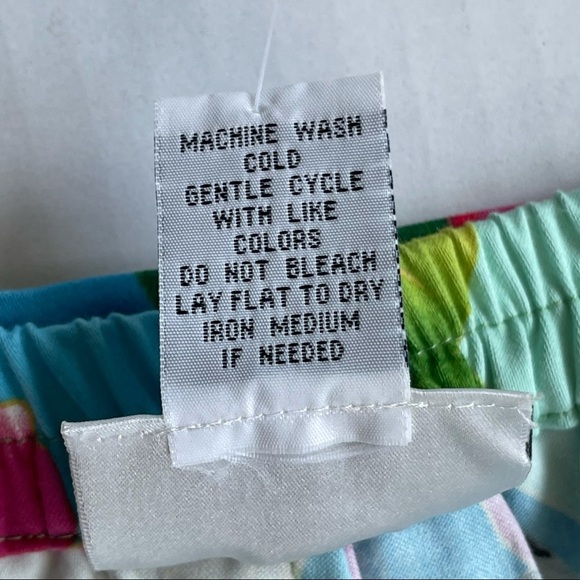 MACHINE WASH
COLD
GENTLE CYCLE
WITH LIKE
COLORS
DO NOT BLEACH
LAY FLAT TO DRY
IRON MEDIUM
IF NEEDED